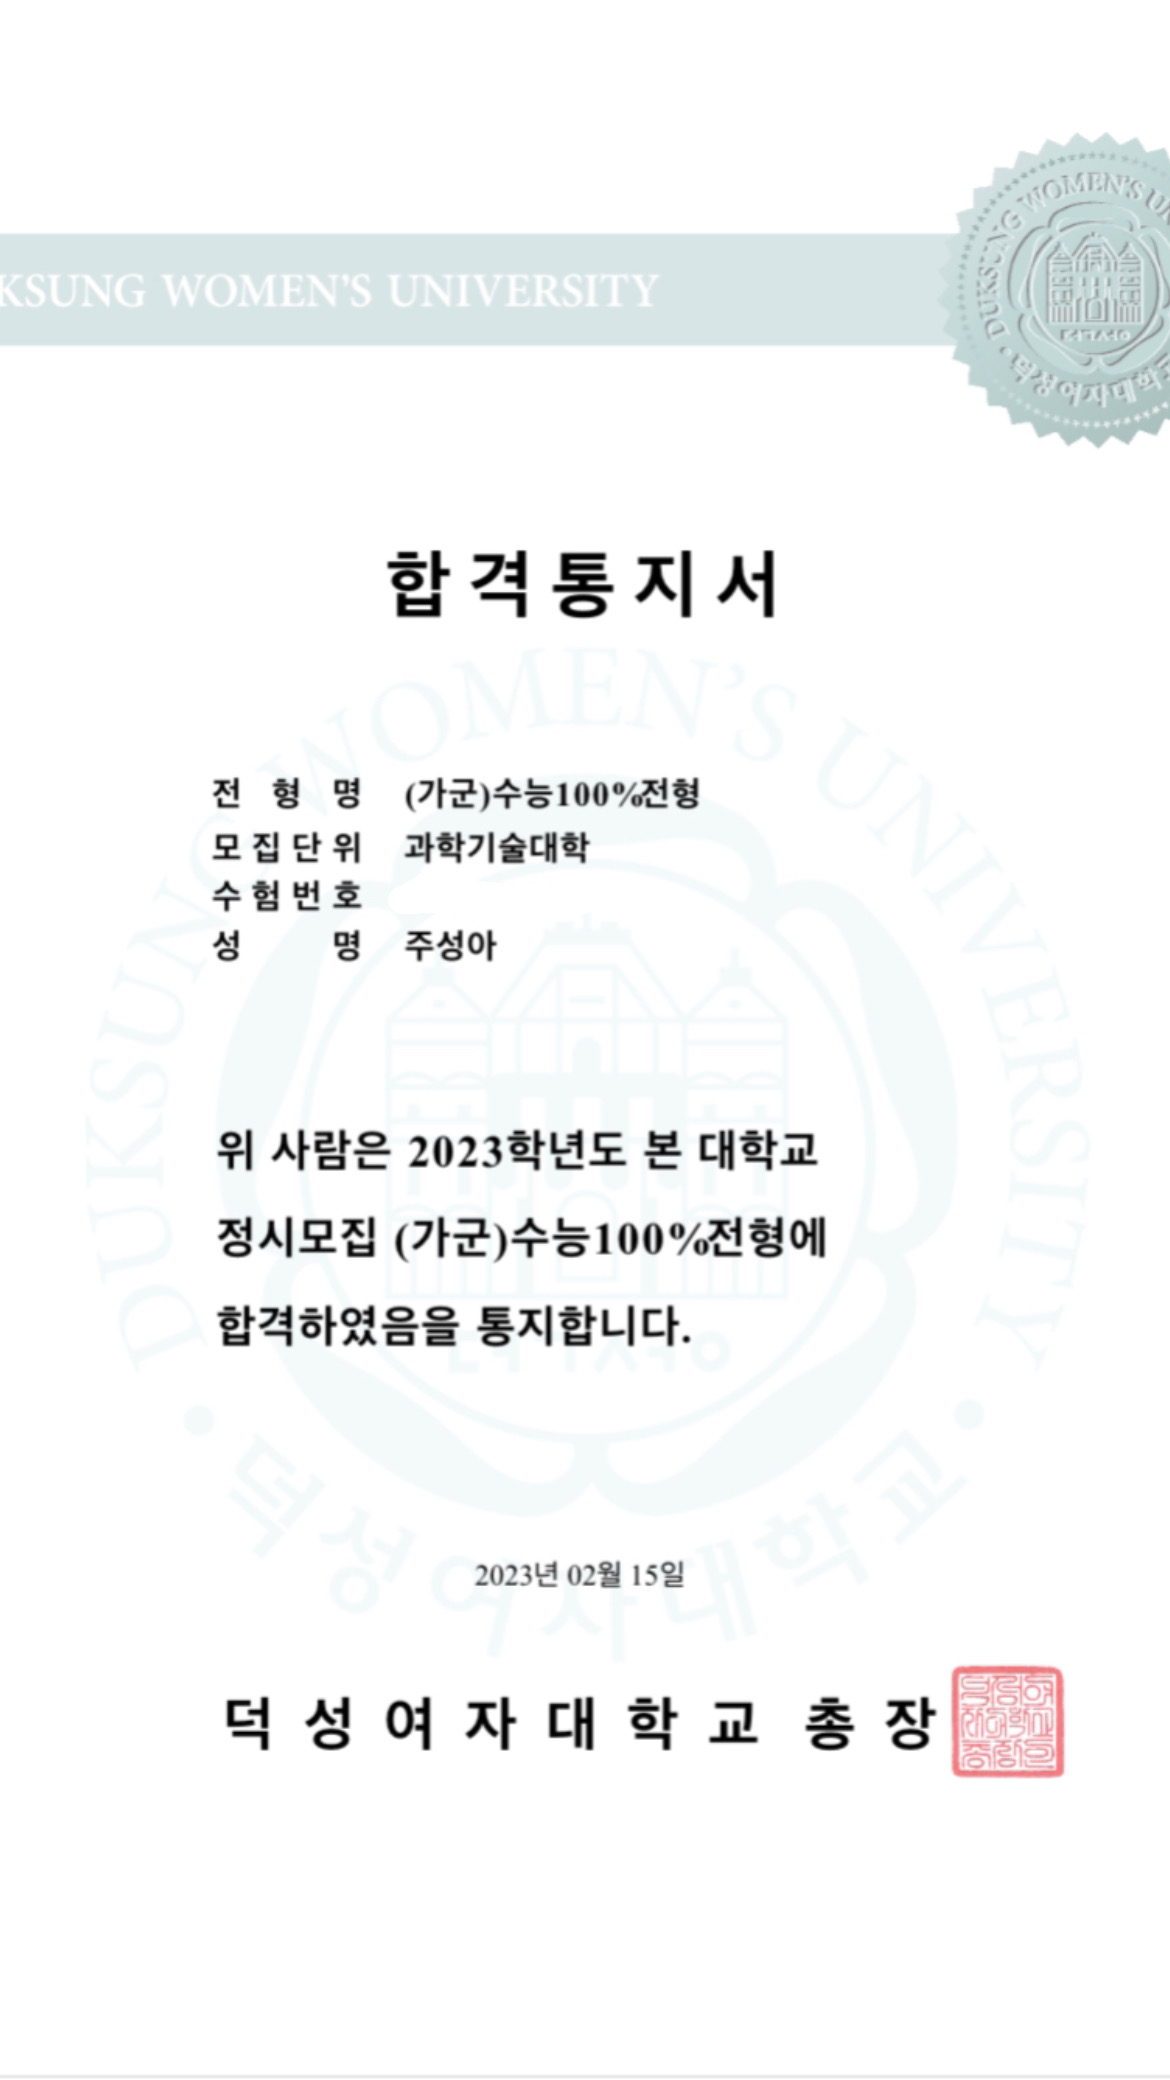 KSUNG WOMEN'S UNIVERSITY
DUKSUNG WOMEN'S UN
덕성여자대학교
합격통지서
전 형 명 (가군)수능100%전형
모집단위 과학기술대학
수험번호
성 명 주성아
위 사람은 2023학년도 본 대학교
정시모집 (가군)수능100%전형에
합격하였음을 통지합니다.
DUKSUNG WOMEN'S UNIVERSITY
덕성여자대학교
2023년 02월 15일
덕성여자대학교 총장